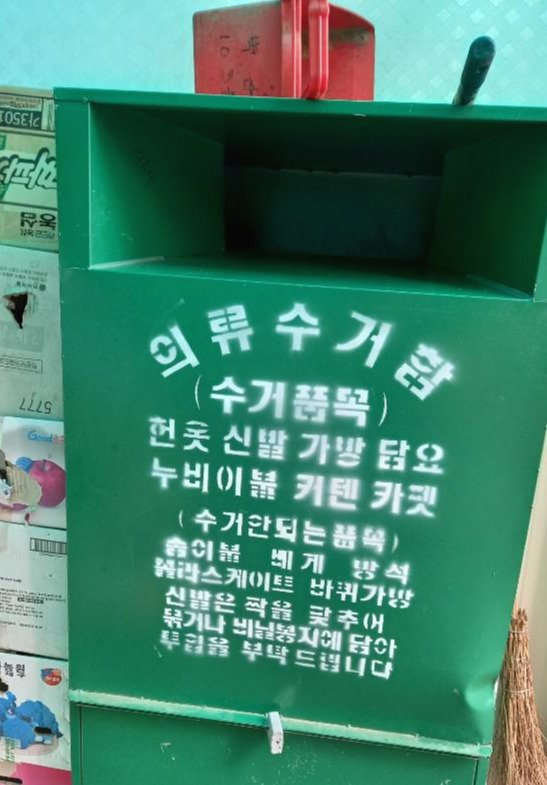 의류수거함
(수거품목)
헌옷 신발 가방 담요
누비이불 커텐 카펫
(수거안되는품목)
솜이불 베게 방석
롤라스케이트 바퀴가방
신발은 짝을 맞추어
묶거나 비닐봉지에 담아
투입을 부탁드립니다
5777